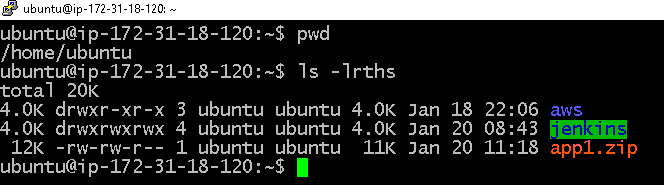 ubuntu@ip-172-31-18-120: ~
ubuntu@ip-172-31-18-120:~$ pwd
/home/ubuntu
ubuntu@ip-172-31-18-120:~$ ls -lrths
total 20K
4.0K drwxr-xr-x 3 ubuntu ubuntu 4.0K Jan 18 22:06 aws
4.0K drwxrwxrwx 4 ubuntu ubuntu 4.0K Jan 20 08:43 jenkins
 12K -rw-rw-r-- 1 ubuntu ubuntu  11K Jan 20 11:18 app1.zip
ubuntu@ip-172-31-18-120:~$